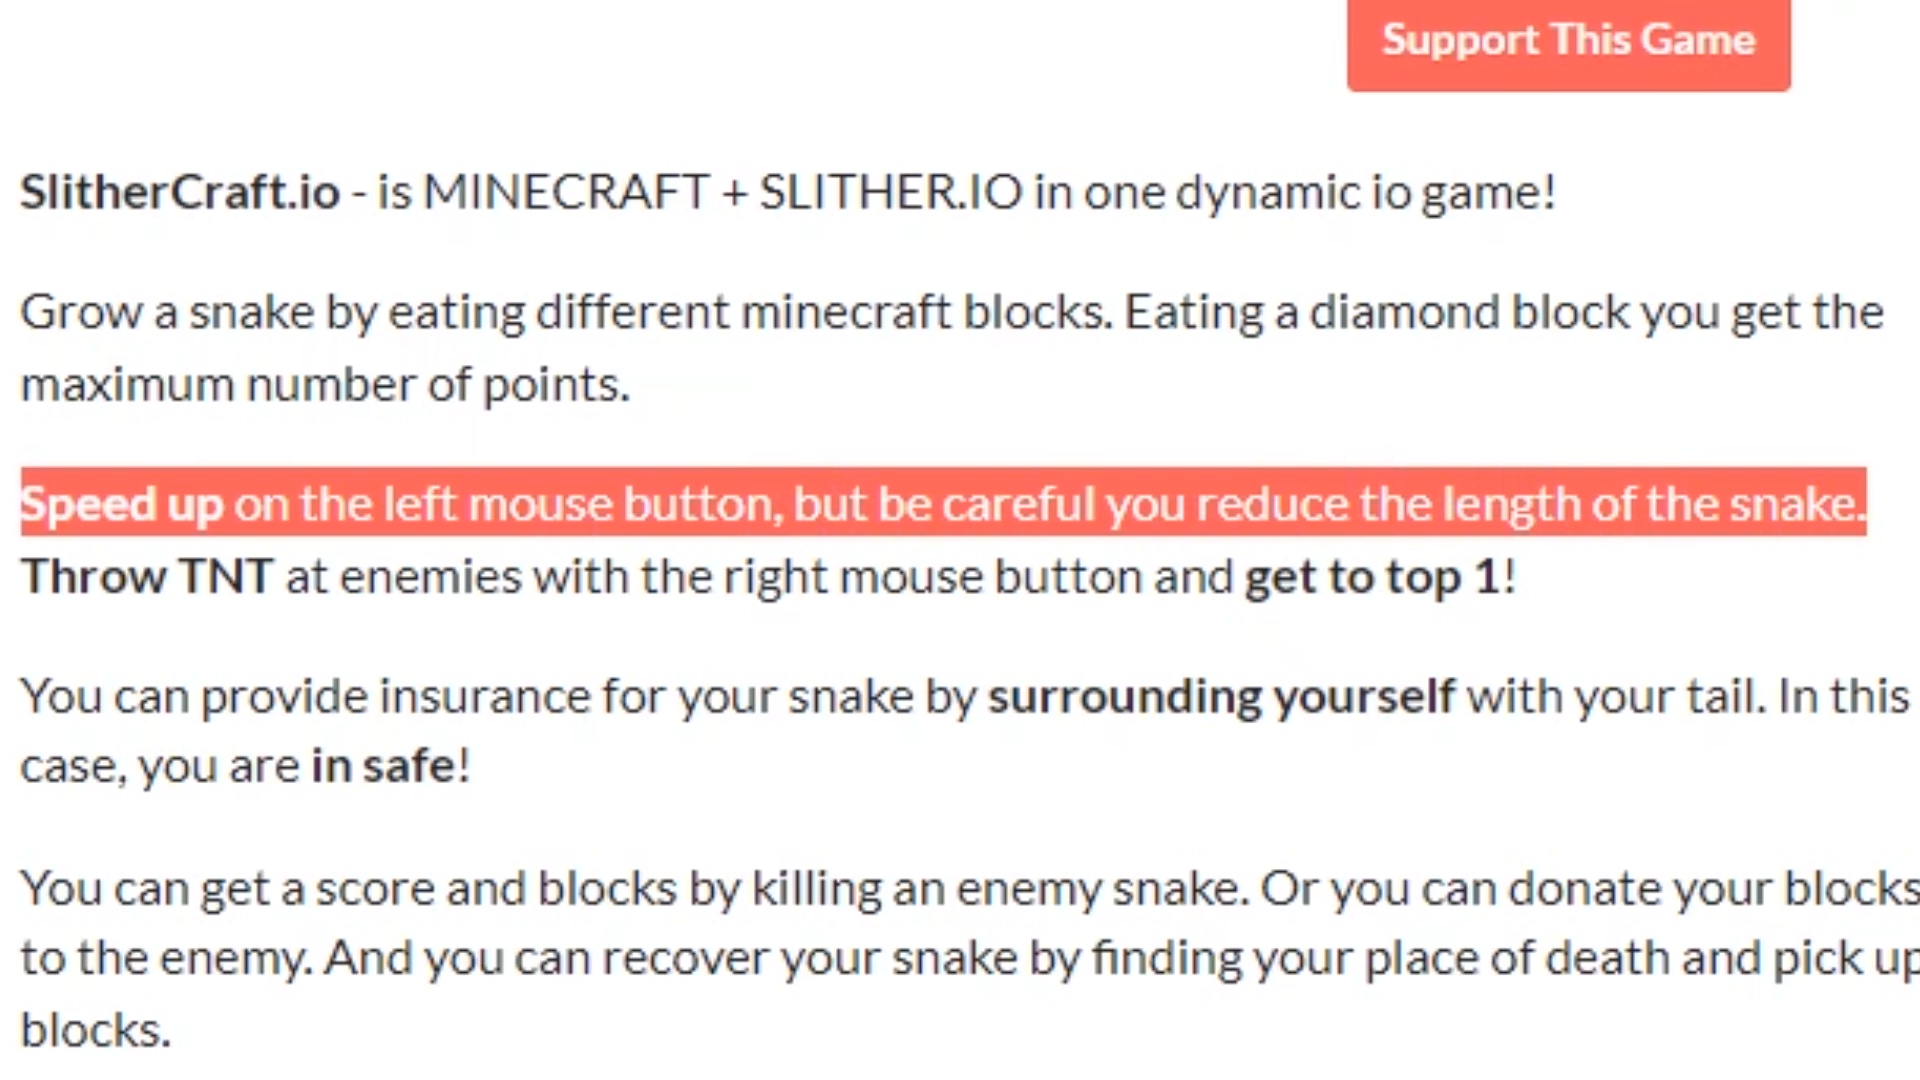 Support This Game
SlitherCraft.io - is MINECRAFT + SLITHER.IO in one dynamic io game!
Grow a snake by eating different minecraft blocks. Eating a diamond block you get the
maximum number of points.
Speed up on the left mouse button, but be careful you reduce the length of the snake.
Throw TNT at enemies with the right mouse button and get to top 1!
You can provide insurance for your snake by surrounding yourself with your tail. In this
case, you are in safe!
You can get a score and blocks by killing an enemy snake. Or you can donate your blocks
to the enemy. And you can recover your snake by finding your place of death and pick up
blocks.